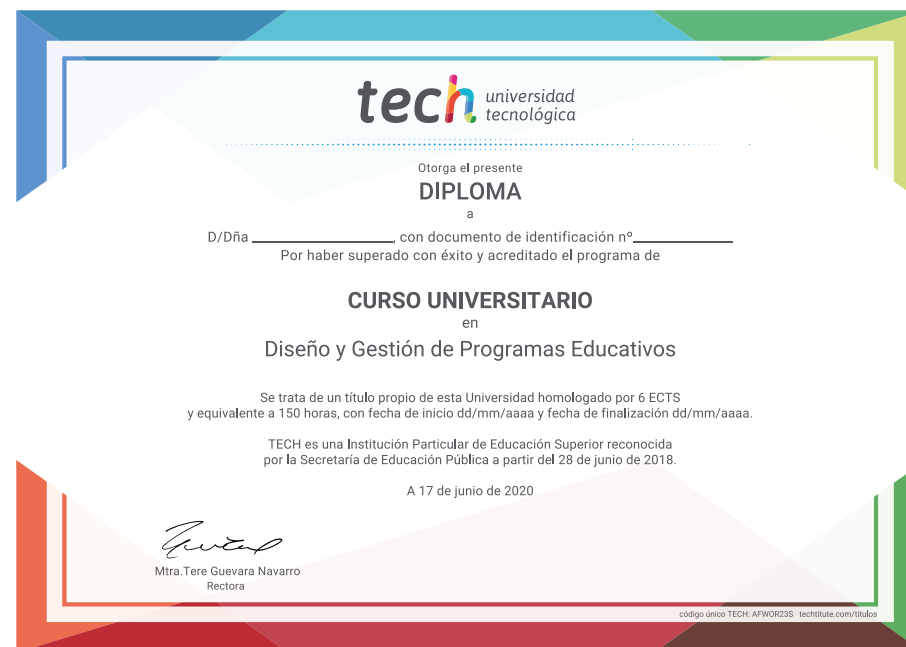 tech universidad
tecnológica
Otorga el presente
DIPLOMA
a
D/Dña ____________________, con documento de identificación nº______________
Por haber superado con éxito y acreditado el programa de
CURSO UNIVERSITARIO
en
Diseño y Gestión de Programas Educativos
Se trata de un título propio de esta Universidad homologado por 6 ECTS
y equivalente a 150 horas, con fecha de inicio dd/mm/aaaa y fecha de finalización dd/mm/aaaa.
TECH es una Institución Particular de Educación Superior reconocida
por la Secretaría de Educación Pública a partir del 28 de junio de 2018.
A 17 de junio de 2020
Mtra.Tere Guevara Navarro
Rectora
código único TECH: AFWOR23S techtitute.com/titulos